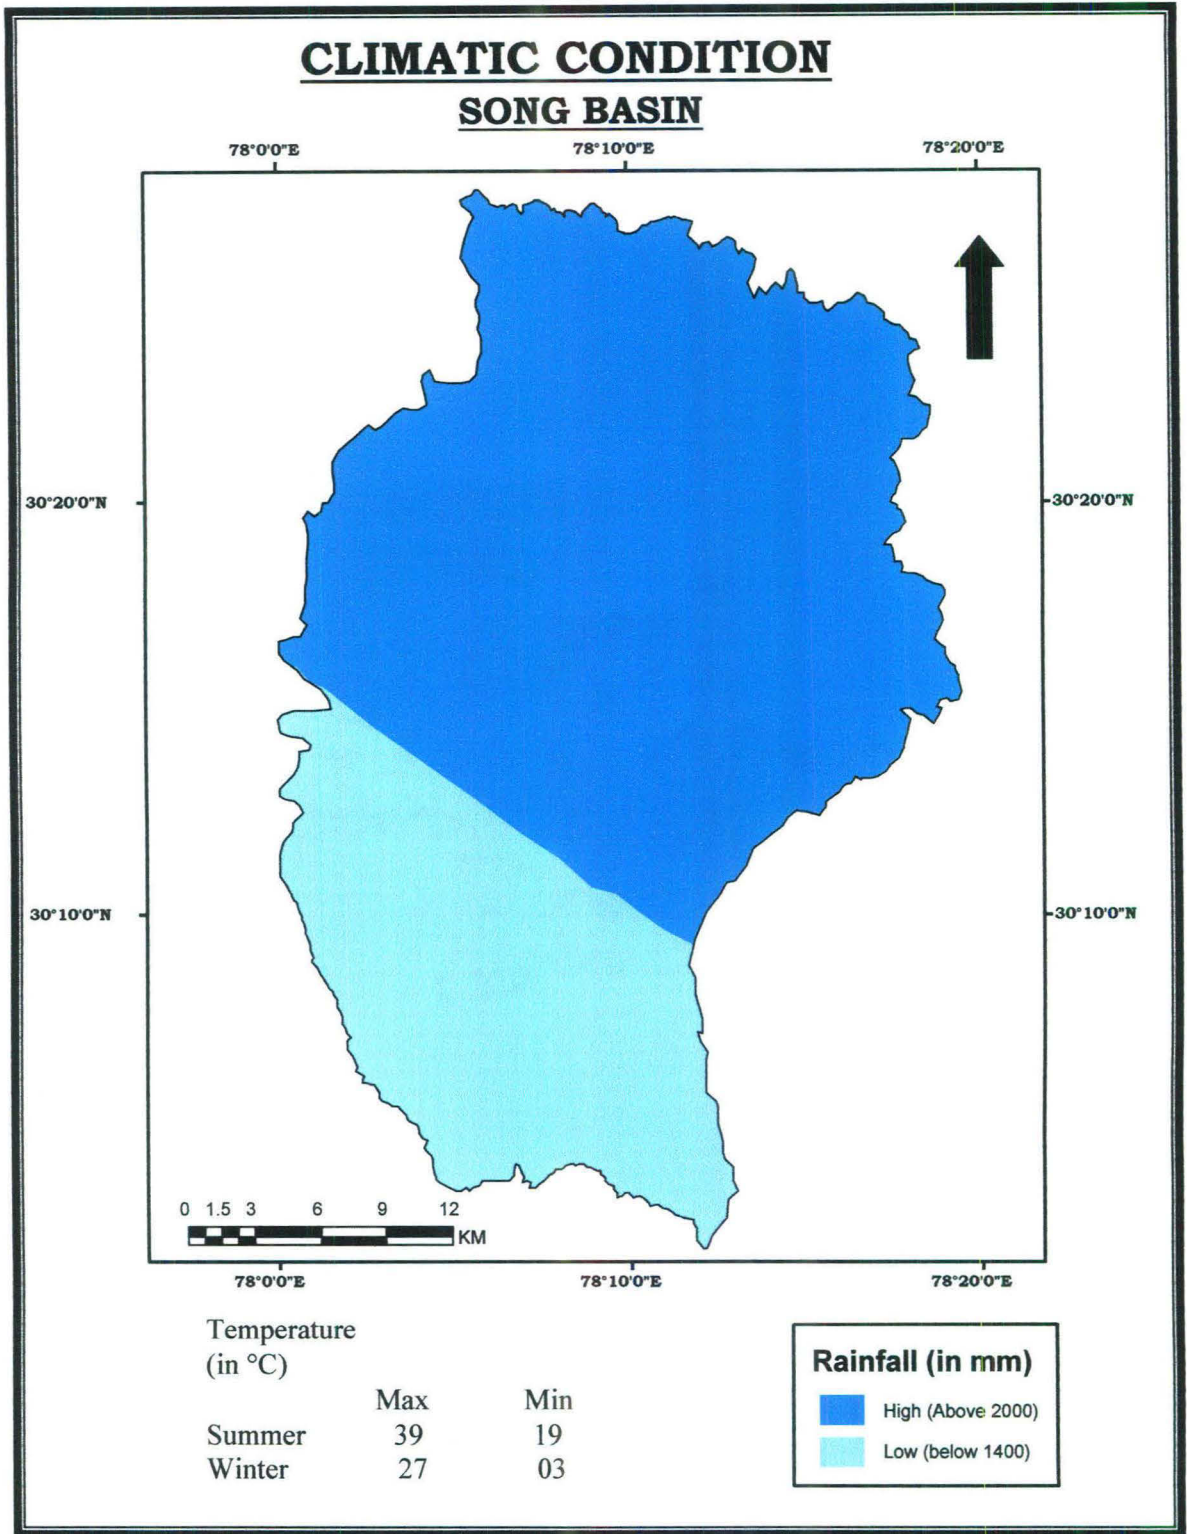 CLIMATIC CONDITION
SONG BASIN
78°0'0"E 78°10'0"E 78°20'0"E
30°20'0"N 30°20'0"N
30°10'0"N 30°10'0"N
0 1.5 3 6 9 12
KM
78°0'0"E 78°10'0"E 78°20'0"E
Temperature
(in °C)
Max Min
Summer 39 19
Winter 27 03
Rainfall (in mm)
High (Above 2000)
Low (below 1400)